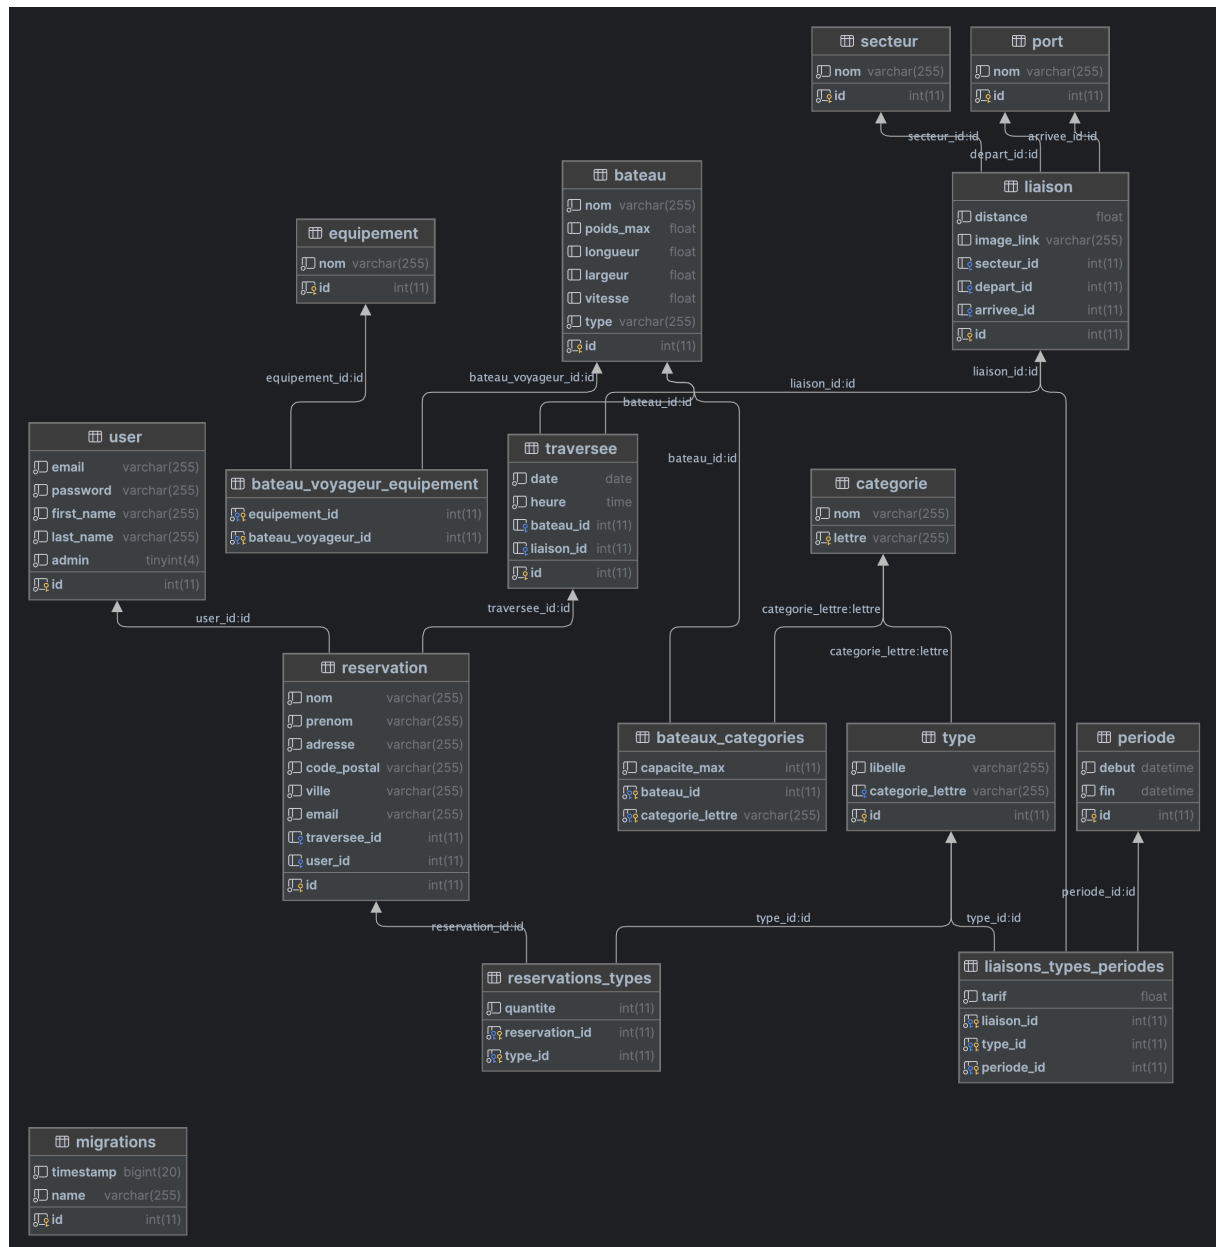 secteur
nom varchar(255)
id int(11)
port
nom varchar(255)
id int(11)
secteur_id:id
arrivee_id:id
depart_id:id
bateau
nom varchar(255)
poids_max float
longueur float
largeur float
vitesse float
type varchar(255)
id int(11)
liaison
distance float
image_link varchar(255)
secteur_id int(11)
depart_id int(11)
arrivee_id int(11)
id int(11)
equipement
nom varchar(255)
id int(11)
equipement_id:id
bateau_voyageur_id:id
liaison_id:id
liaison_id:id
bateau_id:id
bateau_id:id
user
email varchar(255)
password varchar(255)
first_name varchar(255)
last_name varchar(255)
admin tinyint(4)
id int(11)
bateau_voyageur_equipement
equipement_id int(11)
bateau_voyageur_id int(11)
traversee
date date
heure time
bateau_id int(11)
liaison_id int(11)
id int(11)
categorie
nom varchar(255)
lettre varchar(255)
user_id:id
traversee_id:id
categorie_lettre:lettre
categorie_lettre:lettre
reservation
nom varchar(255)
prenom varchar(255)
adresse varchar(255)
code_postal varchar(255)
ville varchar(255)
email varchar(255)
traversee_id int(11)
user_id int(11)
id int(11)
bateaux_categories
capacite_max int(11)
bateau_id int(11)
categorie_lettre varchar(255)
type
libelle varchar(255)
categorie_lettre varchar(255)
id int(11)
periode
debut datetime
fin datetime
id int(11)
periode_id:id
reservation_id:id
type_id:id
type_id:id
reservations_types
quantite int(11)
reservation_id int(11)
type_id int(11)
liaisons_types_periodes
tarif float
liaison_id int(11)
type_id int(11)
periode_id int(11)
migrations
timestamp bigint(20)
name varchar(255)
id int(11)